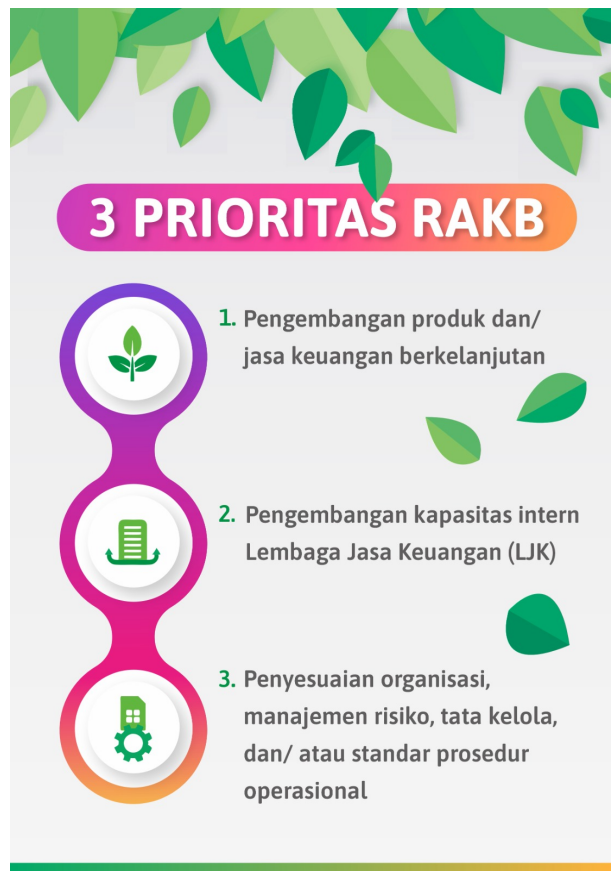 3 PRIORITAS RAKB
1. Pengembangan produk dan/
jasa keuangan berkelanjutan
2. Pengembangan kapasitas intern
Lembaga Jasa Keuangan (LJK)
3. Penyesuaian organisasi,
manajemen risiko, tata kelola,
dan/ atau standar prosedur
operasional